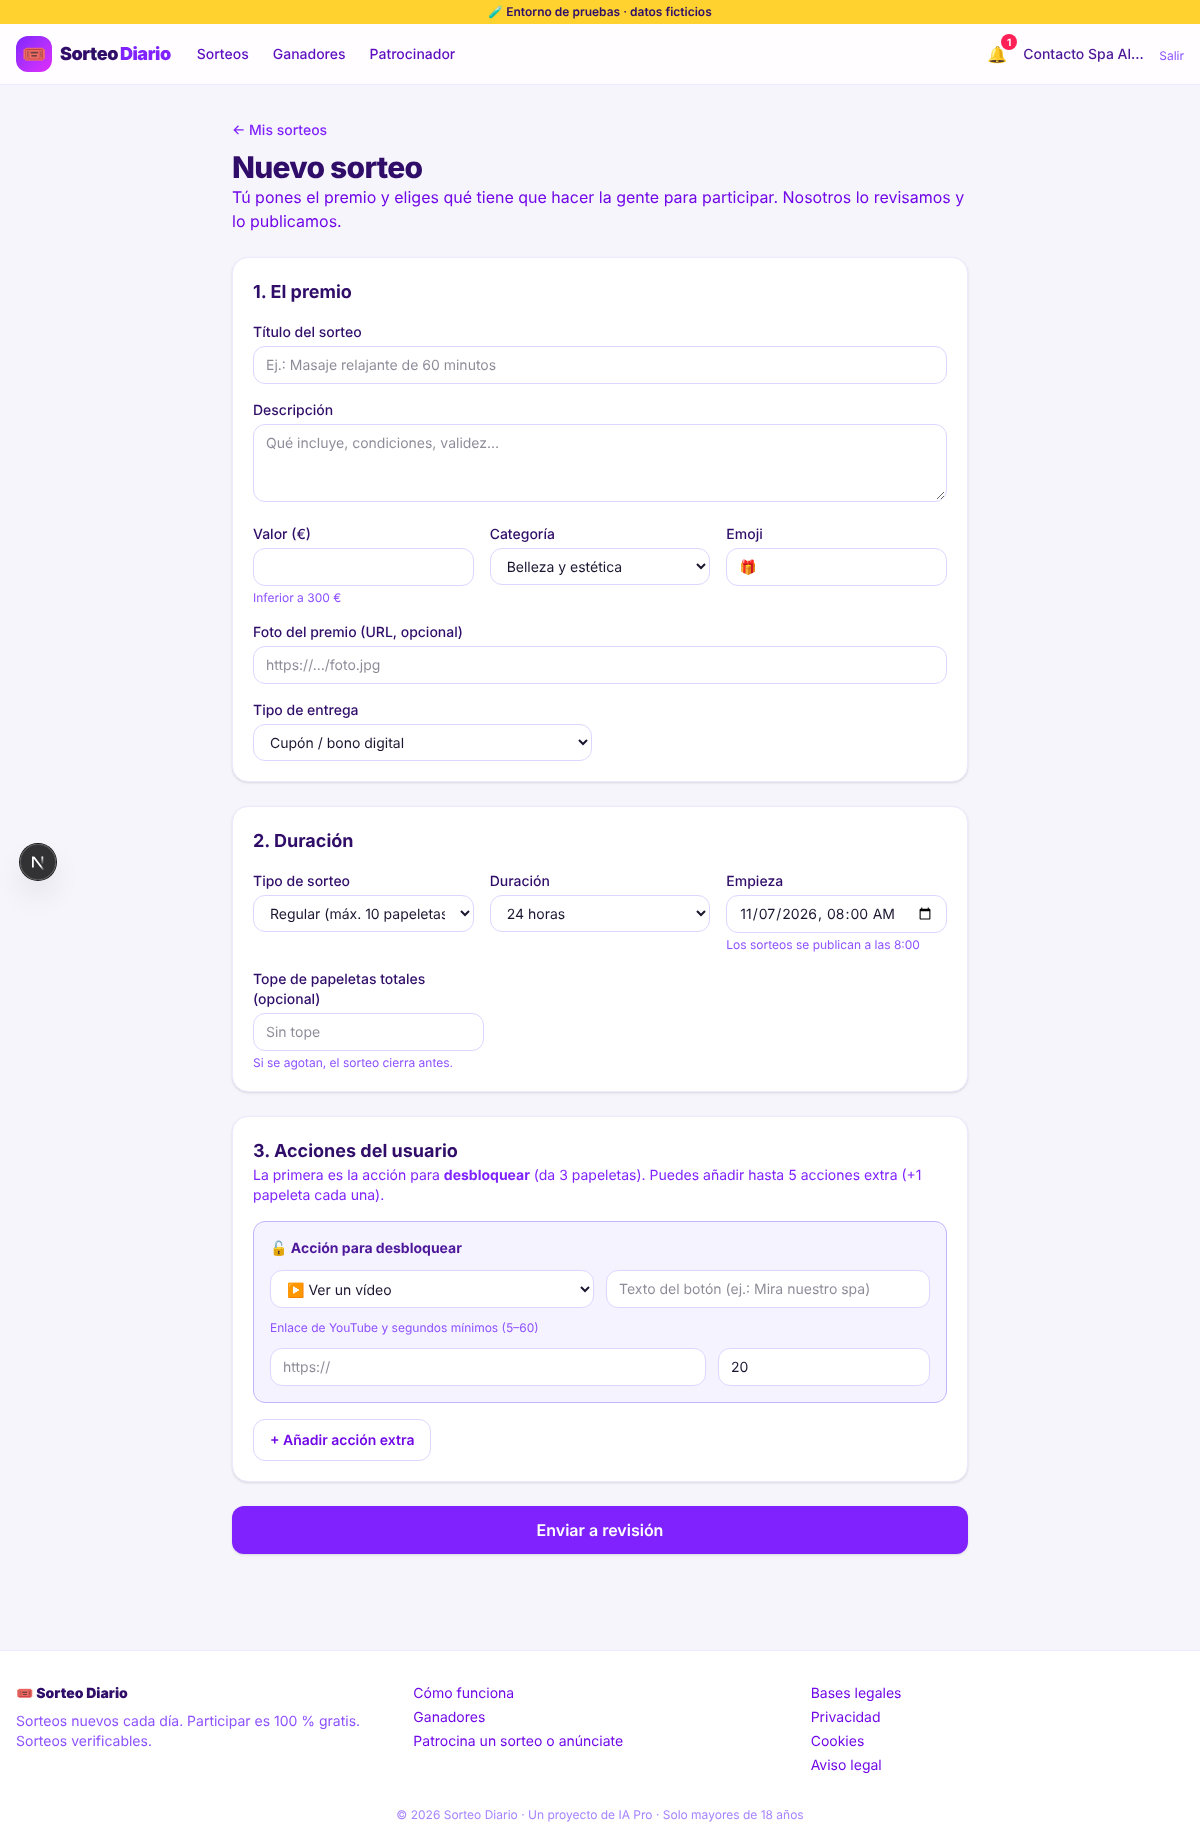 🧪 Entorno de pruebas · datos ficticios
SorteoDiario
Sorteos
Ganadores
Patrocinador
1
Contacto Spa Al...
Salir
← Mis sorteos
Nuevo sorteo
Tú pones el premio y eliges qué tiene que hacer la gente para participar. Nosotros lo revisamos y
lo publicamos.
1. El premio
Título del sorteo
Ej.: Masaje relajante de 60 minutos
Descripción
Qué incluye, condiciones, validez...
Valor (€)
Categoría
Emoji
Belleza y estética
🎁
Inferior a 300 €
Foto del premio (URL, opcional)
https://.../foto.jpg
Tipo de entrega
Cupón / bono digital
2. Duración
Tipo de sorteo
Duración
Empieza
Regular (máx. 10 papeletas
24 horas
11/07/2026, 08:00 AM
Los sorteos se publican a las 8:00
Tope de papeletas totales
(opcional)
Sin tope
Si se agotan, el sorteo cierra antes.
3. Acciones del usuario
La primera es la acción para desbloquear (da 3 papeletas). Puedes añadir hasta 5 acciones extra (+1
papeleta cada una).
🔓 Acción para desbloquear
▶️ Ver un vídeo
Texto del botón (ej.: Mira nuestro spa)
Enlace de YouTube y segundos mínimos (5–60)
https://
20
+ Añadir acción extra
Enviar a revisión
N
🎟️ Sorteo Diario
Sorteos nuevos cada día. Participar es 100 % gratis.
Sorteos verificables.
Cómo funciona
Ganadores
Patrocina un sorteo o anúnciate
Bases legales
Privacidad
Cookies
Aviso legal
© 2026 Sorteo Diario · Un proyecto de IA Pro · Solo mayores de 18 años